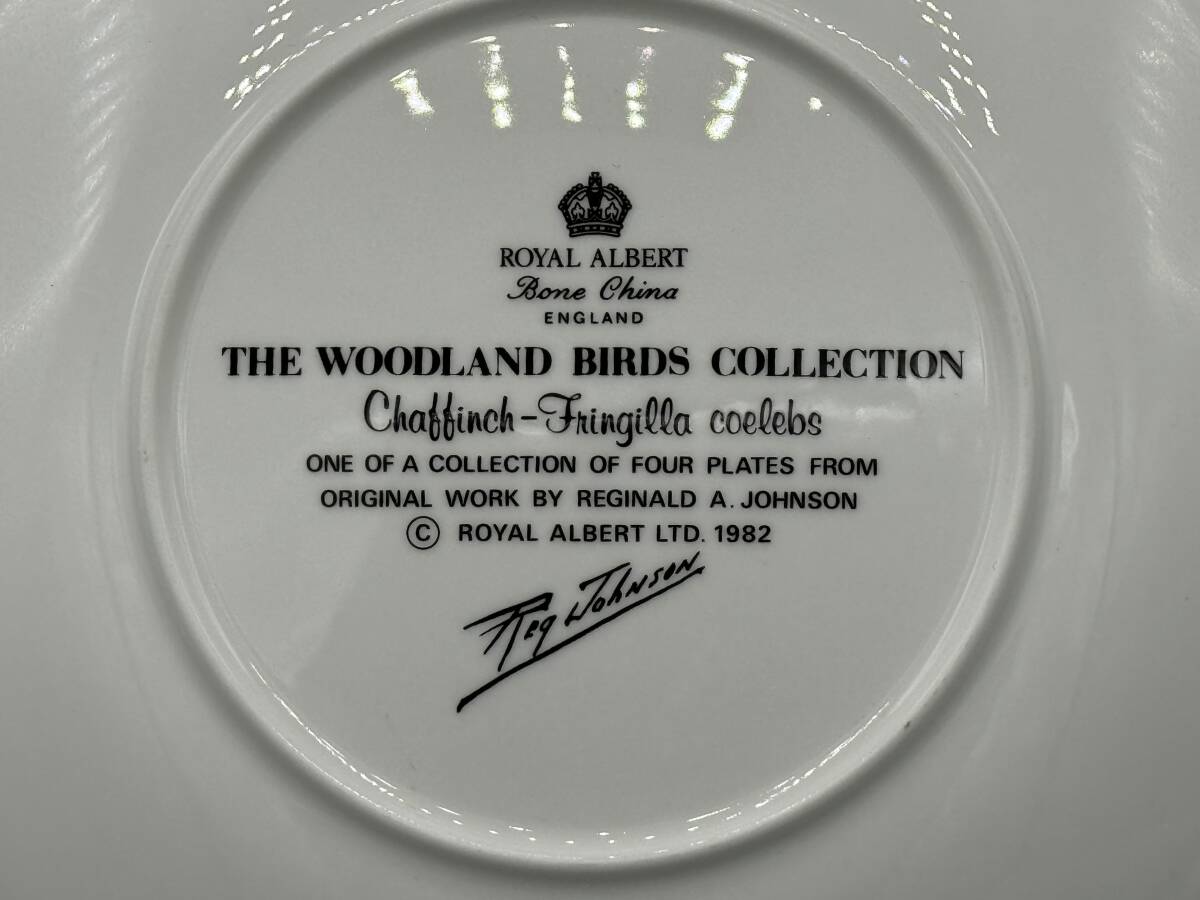 ROYAL ALBERT
Bone China
ENGLAND
THE WOODLAND BIRDS COLLECTION
Chaffinch-Fringilla coelebs
ONE OF A COLLECTION OF FOUR PLATES FROM
ORIGINAL WORK BY REGINALD A. JOHNSON
© ROYAL ALBERT LTD. 1982
Reg Johnson